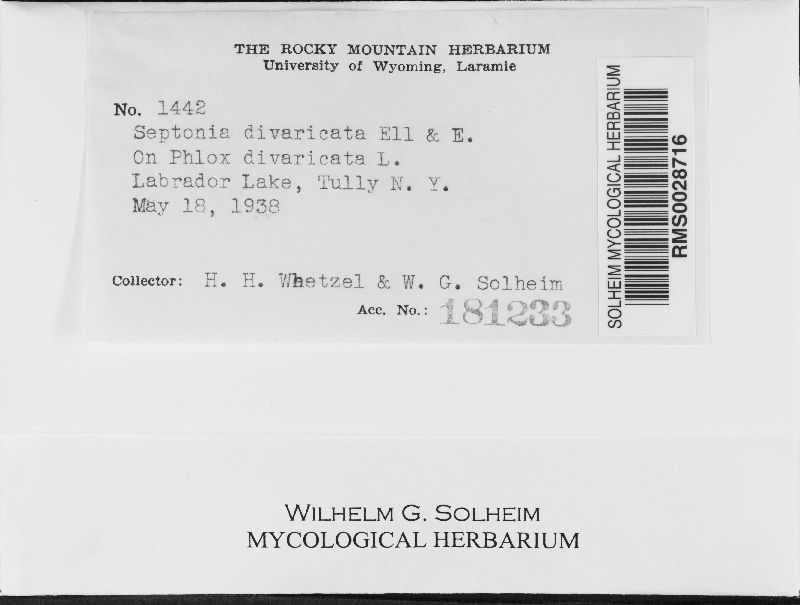 THE ROCKY MOUNTAIN HERBARIUM
University of Wyoming, Laramie
No. 1442
Septonia divaricata Ell & E.
On Phlox divaricata L.
Labrador Lake, Tully N. Y.
May 18, 1938
Collector: H. H. Whetzel & W. G. Solheim
Acc. No.: 181233
SOLHEIM MYCOLOGICAL HERBARIUM
RMS0028716
WILHELM G. SOLHEIM
MYCOLOGICAL HERBARIUM